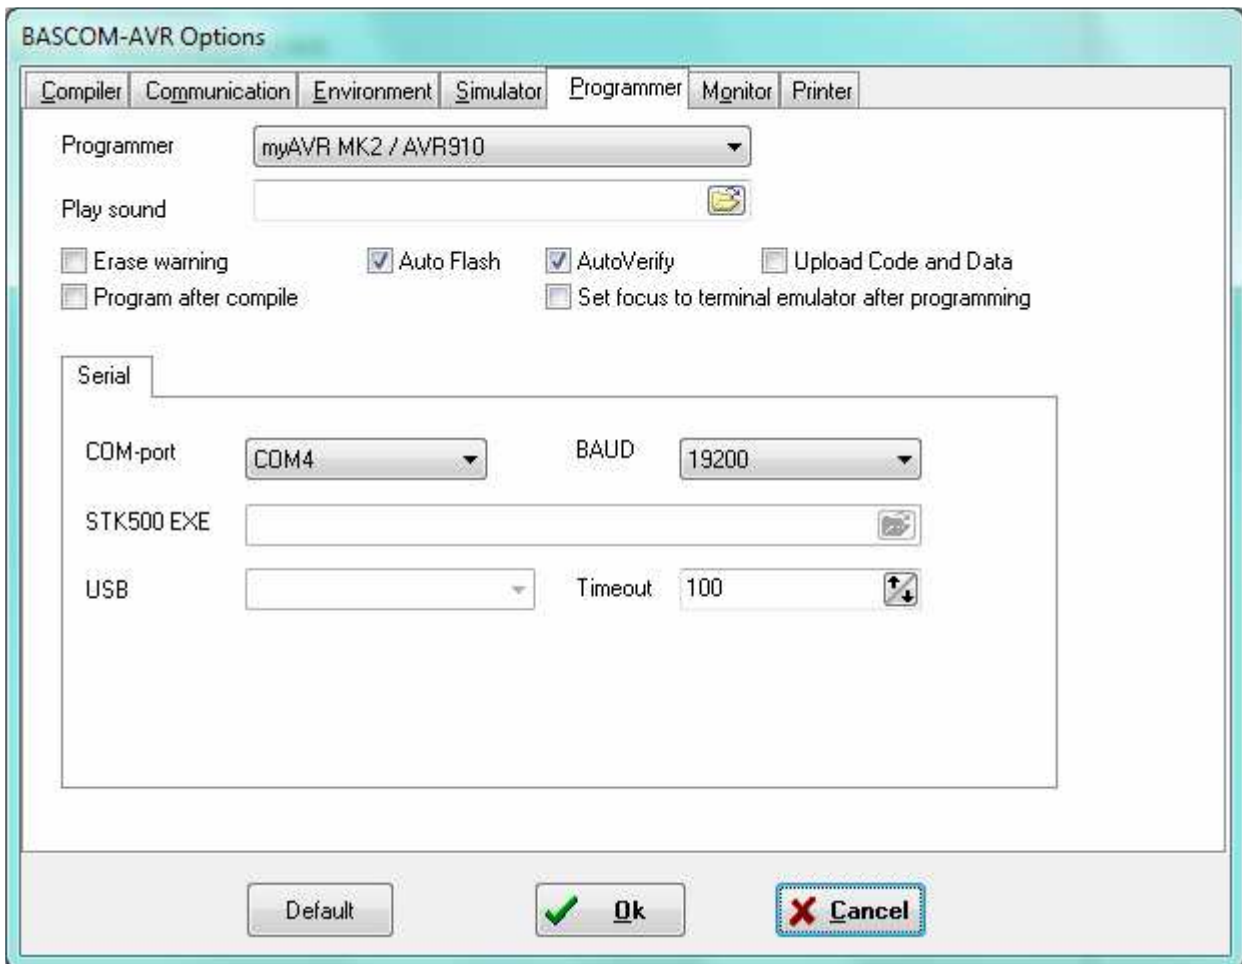 BASCOM-AVR Options
Compiler Communication Environment Simulator Programmer Monitor Printer
Programmer myAVR MK2 / AVR910
Play sound
Erase warning Auto Flash AutoVerify Upload Code and Data
Program after compile Set focus to terminal emulator after programming
Serial
COM-port COM4 BAUD 19200
STK500 EXE
USB Timeout 100
Default Ok Cancel